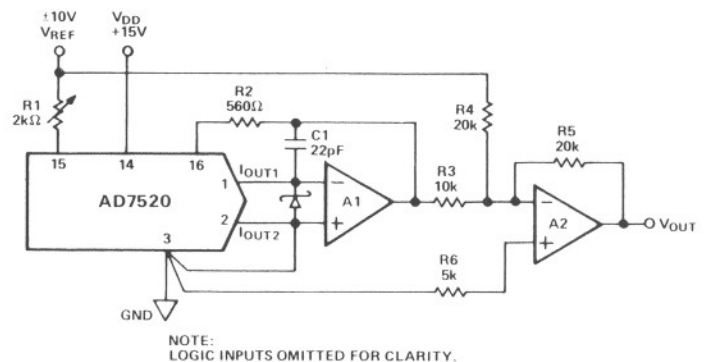 ±10V
VREF
VDD
+15V
R1
2kΩ
R2
560Ω
C1
22pF
R4
20k
R5
20k
15
14
16
AD7520
1
IOUT1
2
IOUT2
3
−
+
A1
R3
10k
−
+
A2
VOUT
R6
5k
GND
NOTE:
LOGIC INPUTS OMITTED FOR CLARITY.